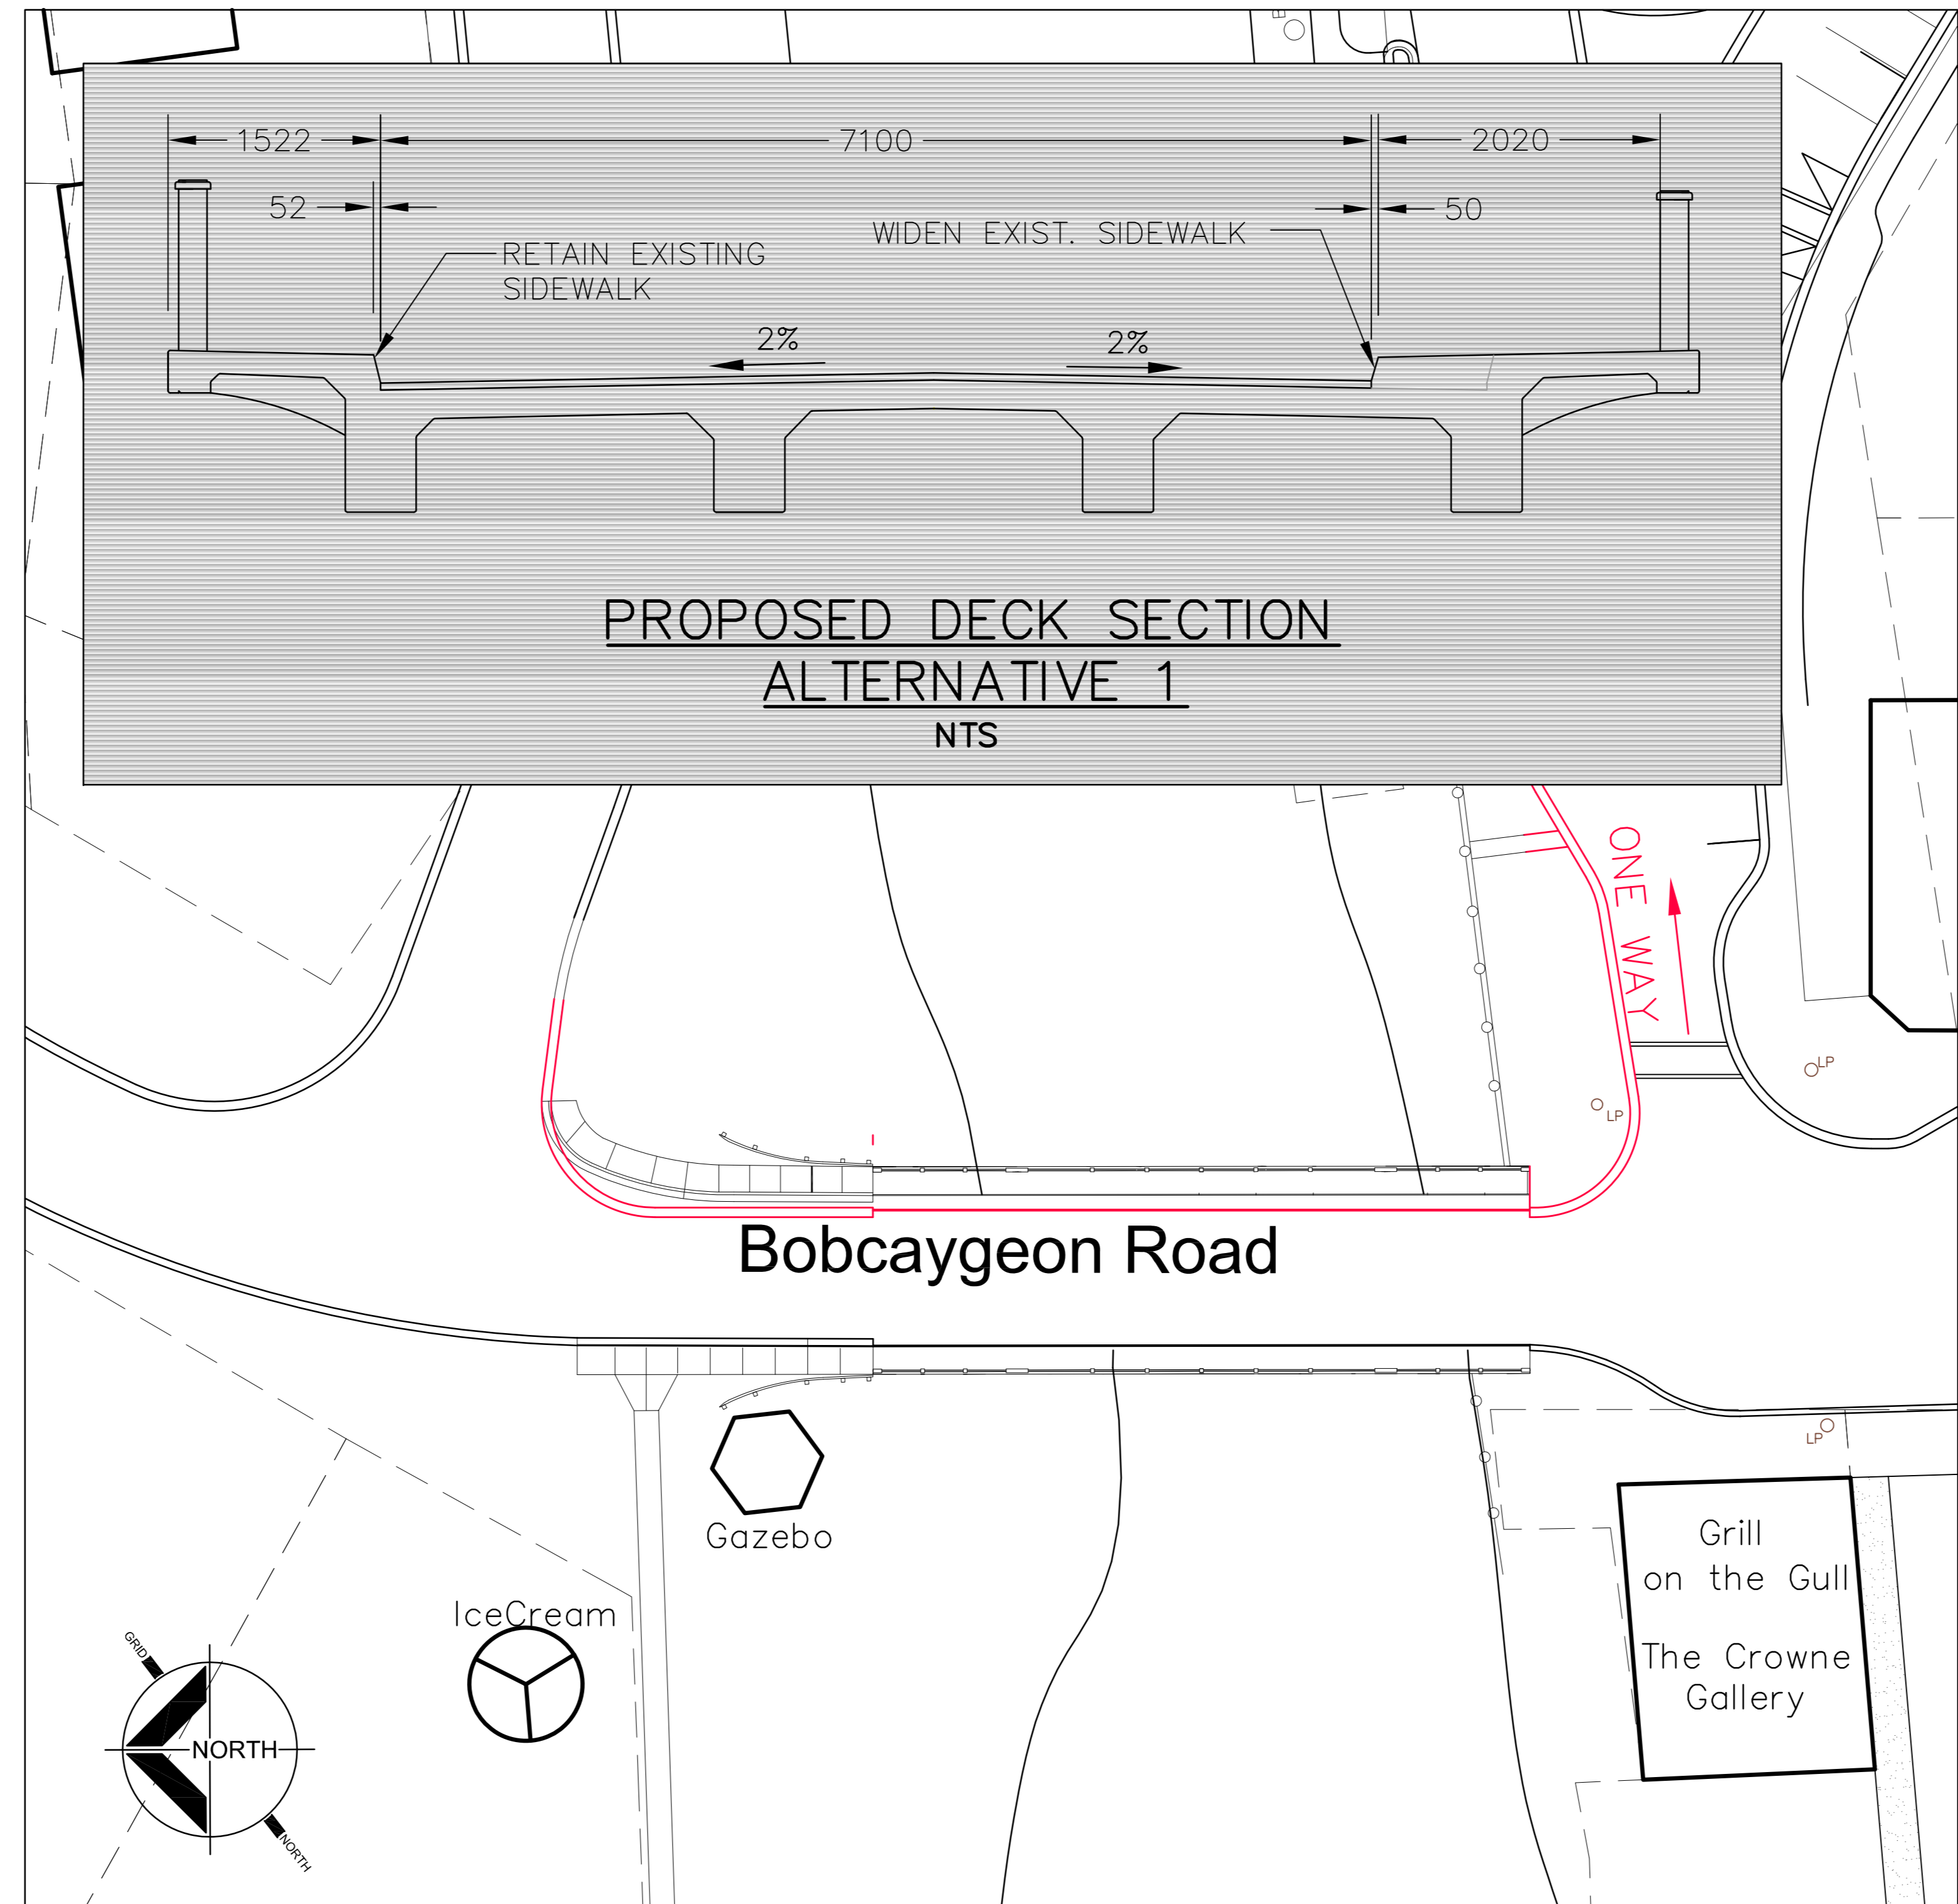 1522
7100
2020
52
50
WIDEN EXIST. SIDEWALK
RETAIN EXISTING
SIDEWALK
2%
2%
PROPOSED DECK SECTION
ALTERNATIVE 1
NTS
ONE WAY
LP
LP
Bobcaygeon Road
LP
Gazebo
Grill
on the Gull
The Crowne
Gallery
IceCream
GRID
NORTH
NORTH